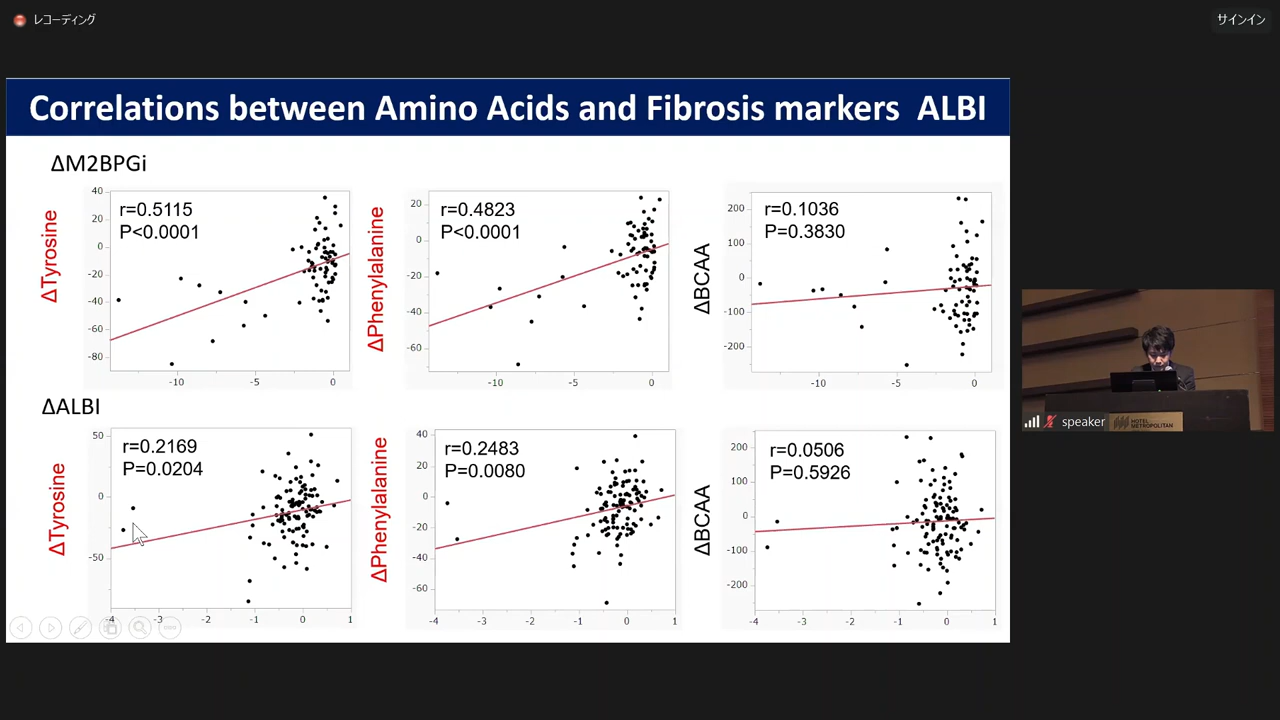 レコーディング
サインイン
Correlations between Amino Acids and Fibrosis markers ALBI
ΔM2BPGi
ΔTyrosine
40
20
0
-20
-40
-60
-80
r=0.5115
P<0.0001
-10
-5
0
ΔPhenylalanine
20
0
-20
-40
-60
r=0.4823
P<0.0001
-10
-5
0
ΔBCAA
200
100
0
-100
-200
r=0.1036
P=0.3830
-10
-5
0
ΔALBI
ΔTyrosine
50
0
-50
r=0.2169
P=0.0204
-4
-3
-2
-1
0
1
ΔPhenylalanine
40
20
0
-20
-40
-60
r=0.2483
P=0.0080
-4
-3
-2
-1
0
1
ΔBCAA
200
100
0
-100
-200
r=0.0506
P=0.5926
-4
-3
-2
-1
0
1
speaker
HOTEL
METROPOLITAN